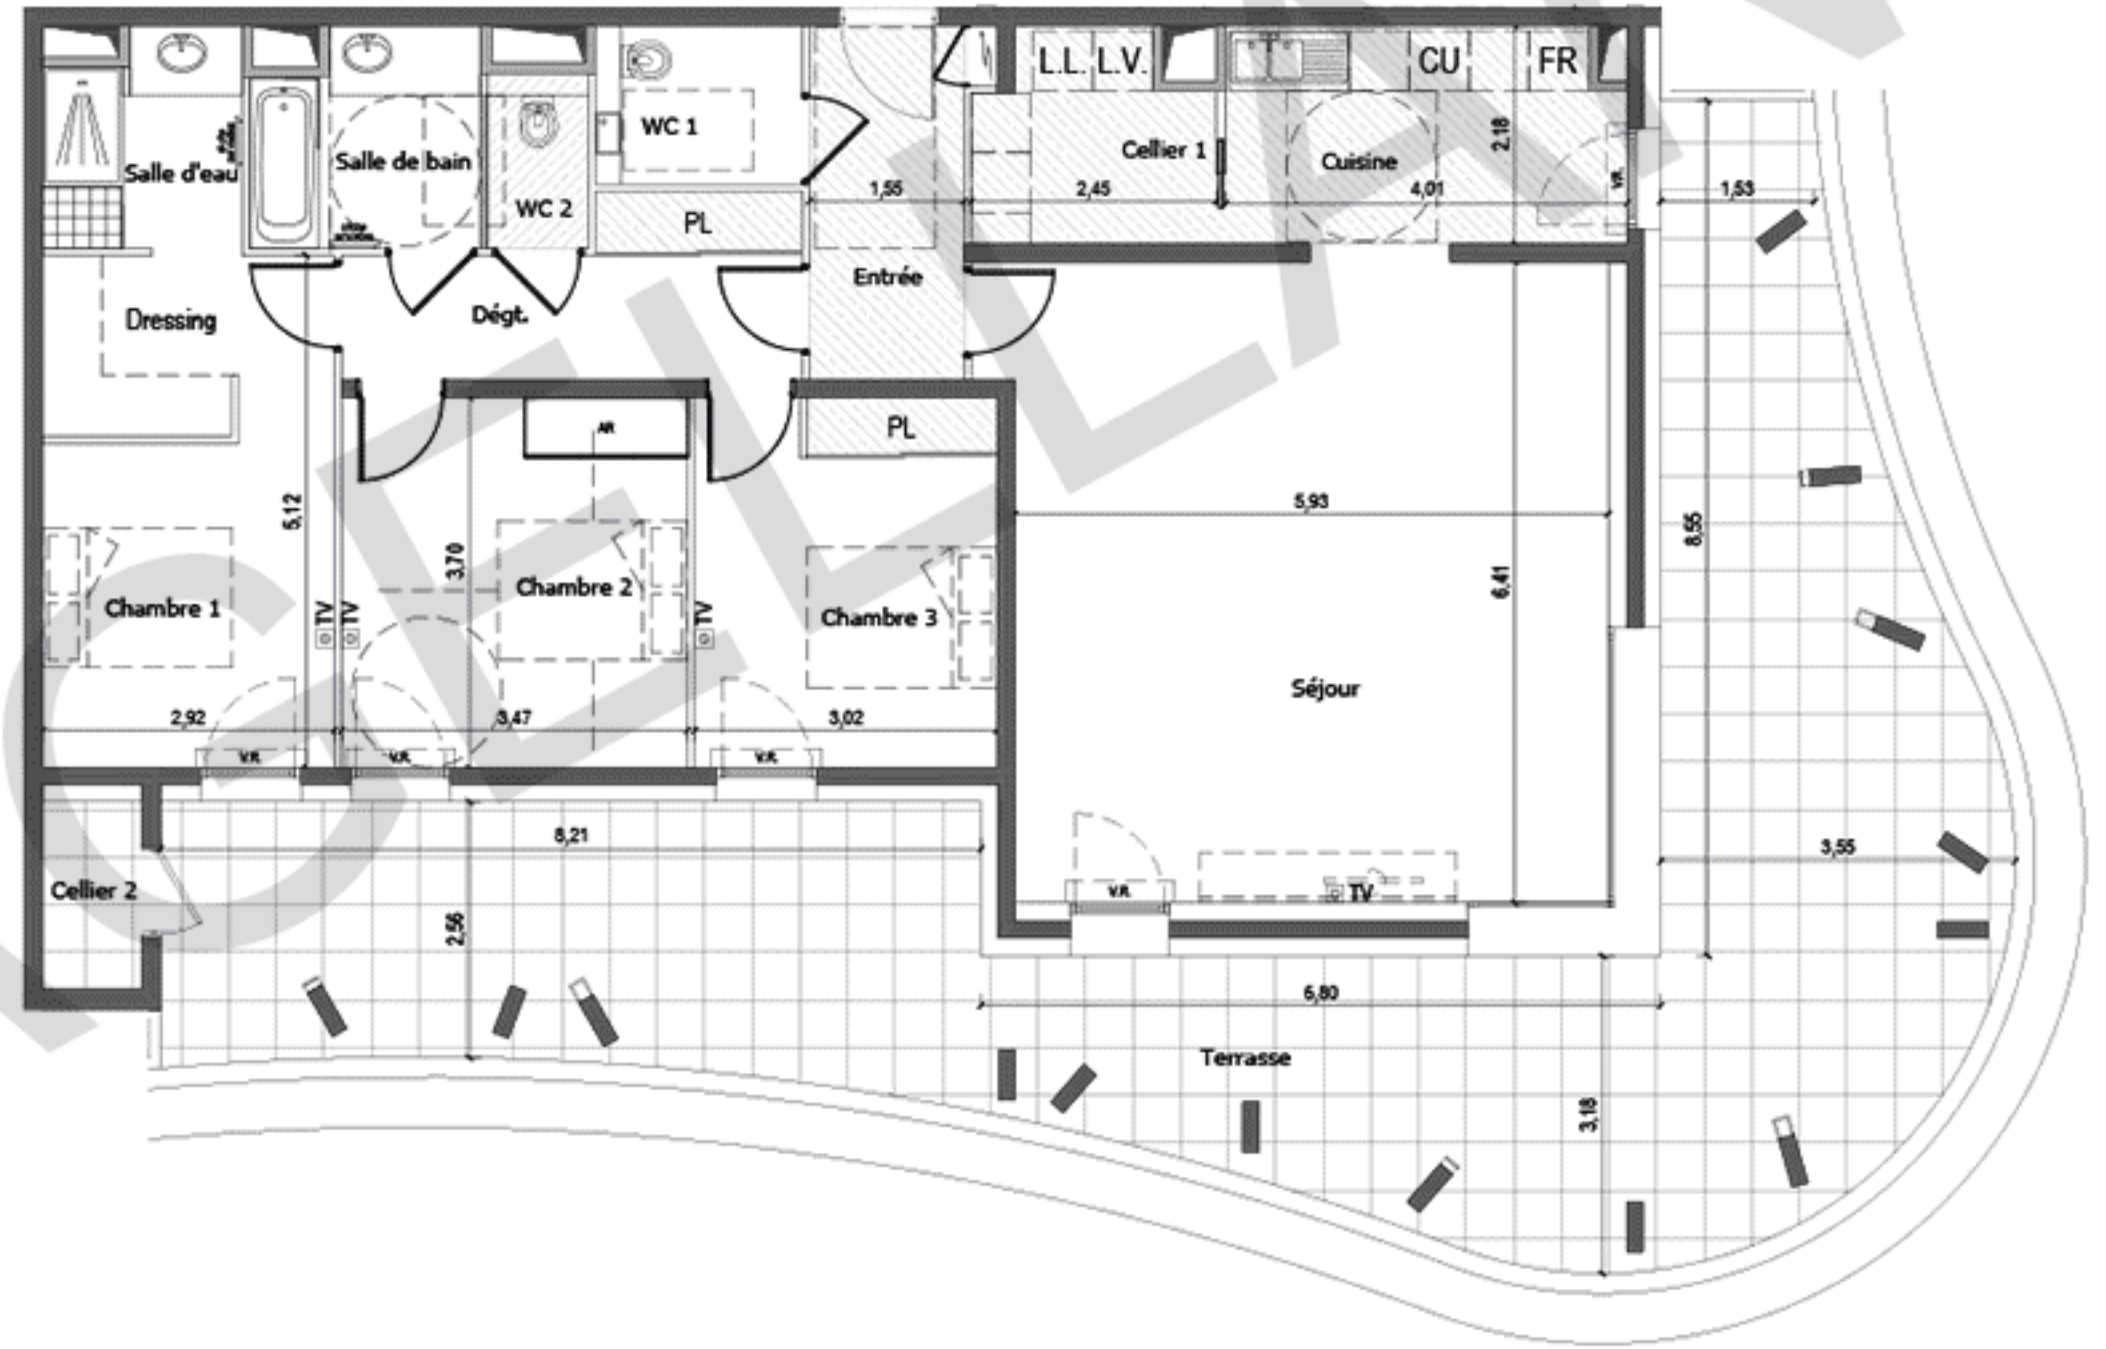 L.L.
L.V.
CU
FR
WC 1
Cellier 1
Cuisine
2,18
Salle d'eau
Salle de bain
V.R.
1,55
2,45
4,01
1,53
WC 2
PL
Entrée
Dressing
Dégt.
AR
PL
5,12
5,93
8,55
3,70
6,41
Chambre 1
TV
TV
Chambre 2
TV
Chambre 3
Séjour
2,92
3,47
3,02
V.R.
V.R.
V.R.
8,21
3,55
Cellier 2
V.R.
TV
2,56
6,80
Terrasse
3,18